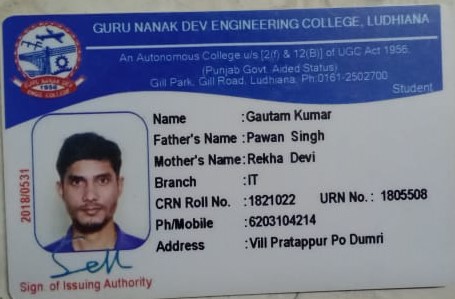 GURU NANAK DEV ENGINEERING COLLEGE, LUDHIANA
An Autonomous College u/s [2(f) & 12(B)] of UGC Act 1956.
(Punjab Govt. Aided Status)
Gill Park, Gill Road, Ludhiana, Ph:0161-2502700
Student
1956
Name :Gautam Kumar
Father's Name :Pawan Singh
Mother's Name:Rekha Devi
Branch :IT
CRN Roll No. :1821022 URN No.: 1805508
Ph/Mobile :6203104214
Address :Vill Pratappur Po Dumri
2018/0531
Sign. of Issuing Authority